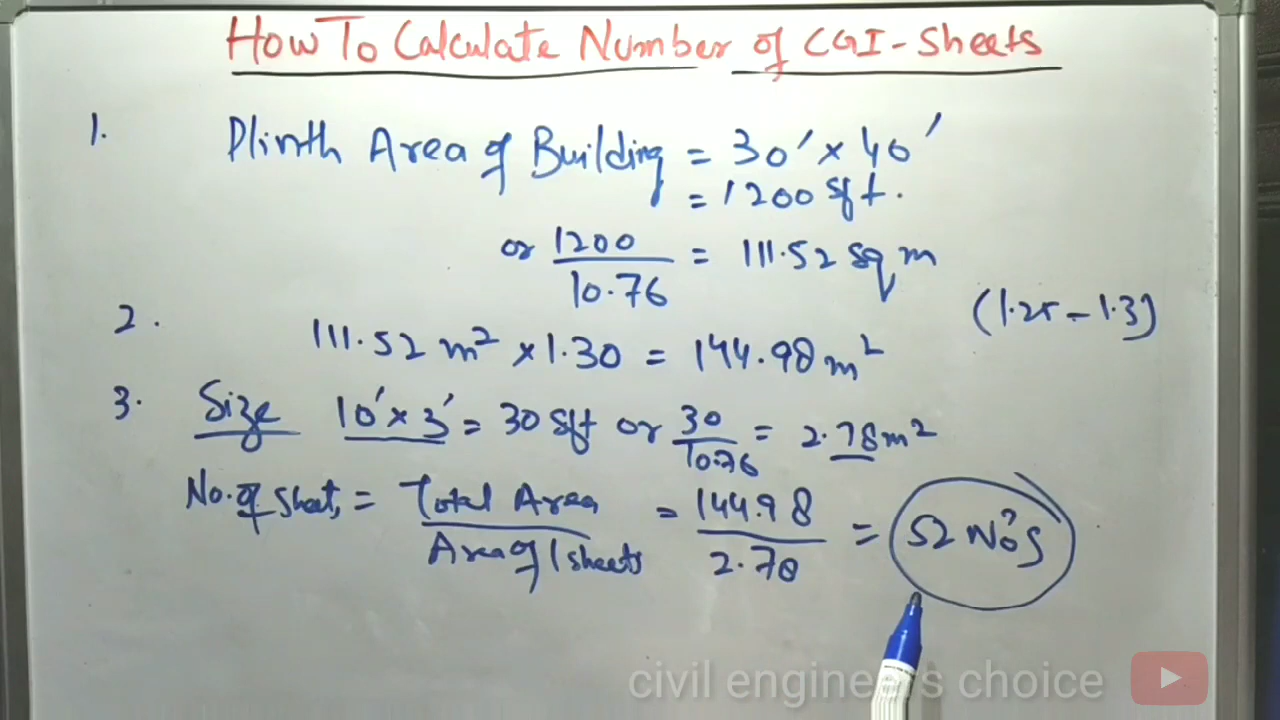 How To Calculate Number of CGI-Sheets
1. Plinth Area of Building = 30' x 40'
= 1200 Sft.
or 1200/10.76 = 111.52 sq m
2. (1.25 - 1.3)
111.52 m² x 1.30 = 144.98 m²
3. Size 10' x 3' = 30 Sft or 30/10.76 = 2.78 m²
No. of Sheets = Total Area/Area of 1 sheets = 144.98/2.78 = 52 Nos
civil engineers choice